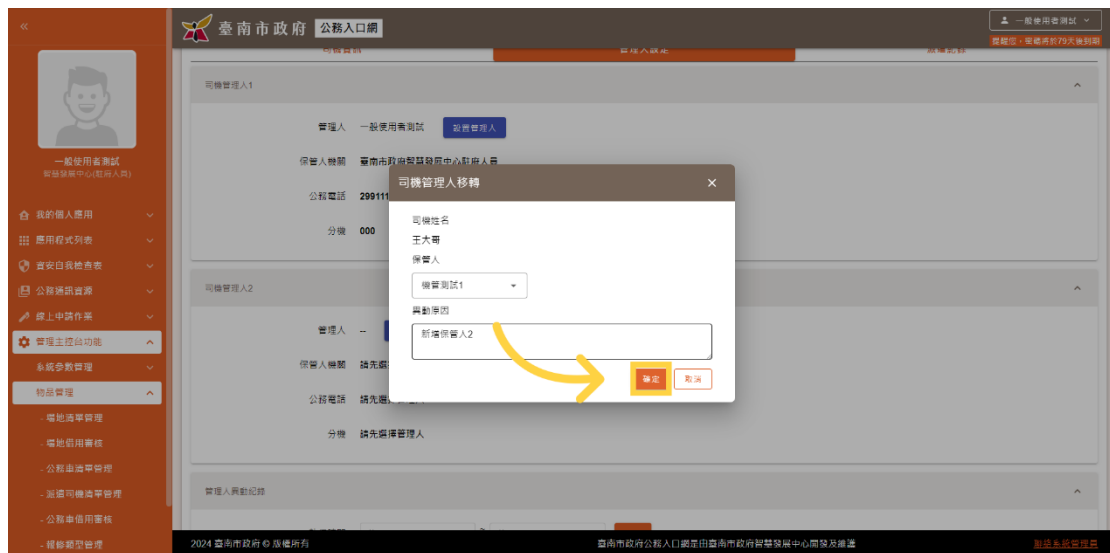 «
臺南市政府 公務入口網
一般使用者測試
提醒您，密碼將於79天後到期
一般使用者測試
智慧發展中心(駐府人員)
我的個人應用
應用程式列表
資安自我檢查表
公務通訊資源
線上申請作業
管理主控台功能
系統參數管理
物品管理
- 場地清單管理
- 場地借用審核
- 公務車清單管理
- 派遣司機清單管理
- 公務車借用審核
- 報修類型管理
司機資訊
管理人設定
司機管理人1
管理人 一般使用者測試 設置管理人
保管人機關 臺南市政府智慧發展中心駐府人員
公務電話 299111
分機 000
司機管理人2
管理人 --
保管人機關 請先選
公務電話 請先選擇管理人
分機 請先選擇管理人
管理人異動紀錄
司機管理人移轉 ×
司機姓名
王大哥
保管人
機管測試1
異動原因
新增保管人2
確定 取消
2024 臺南市政府 © 版權所有
臺南市政府公務入口網是由臺南市政府智慧發展中心開發及維護
聯絡系統管理員